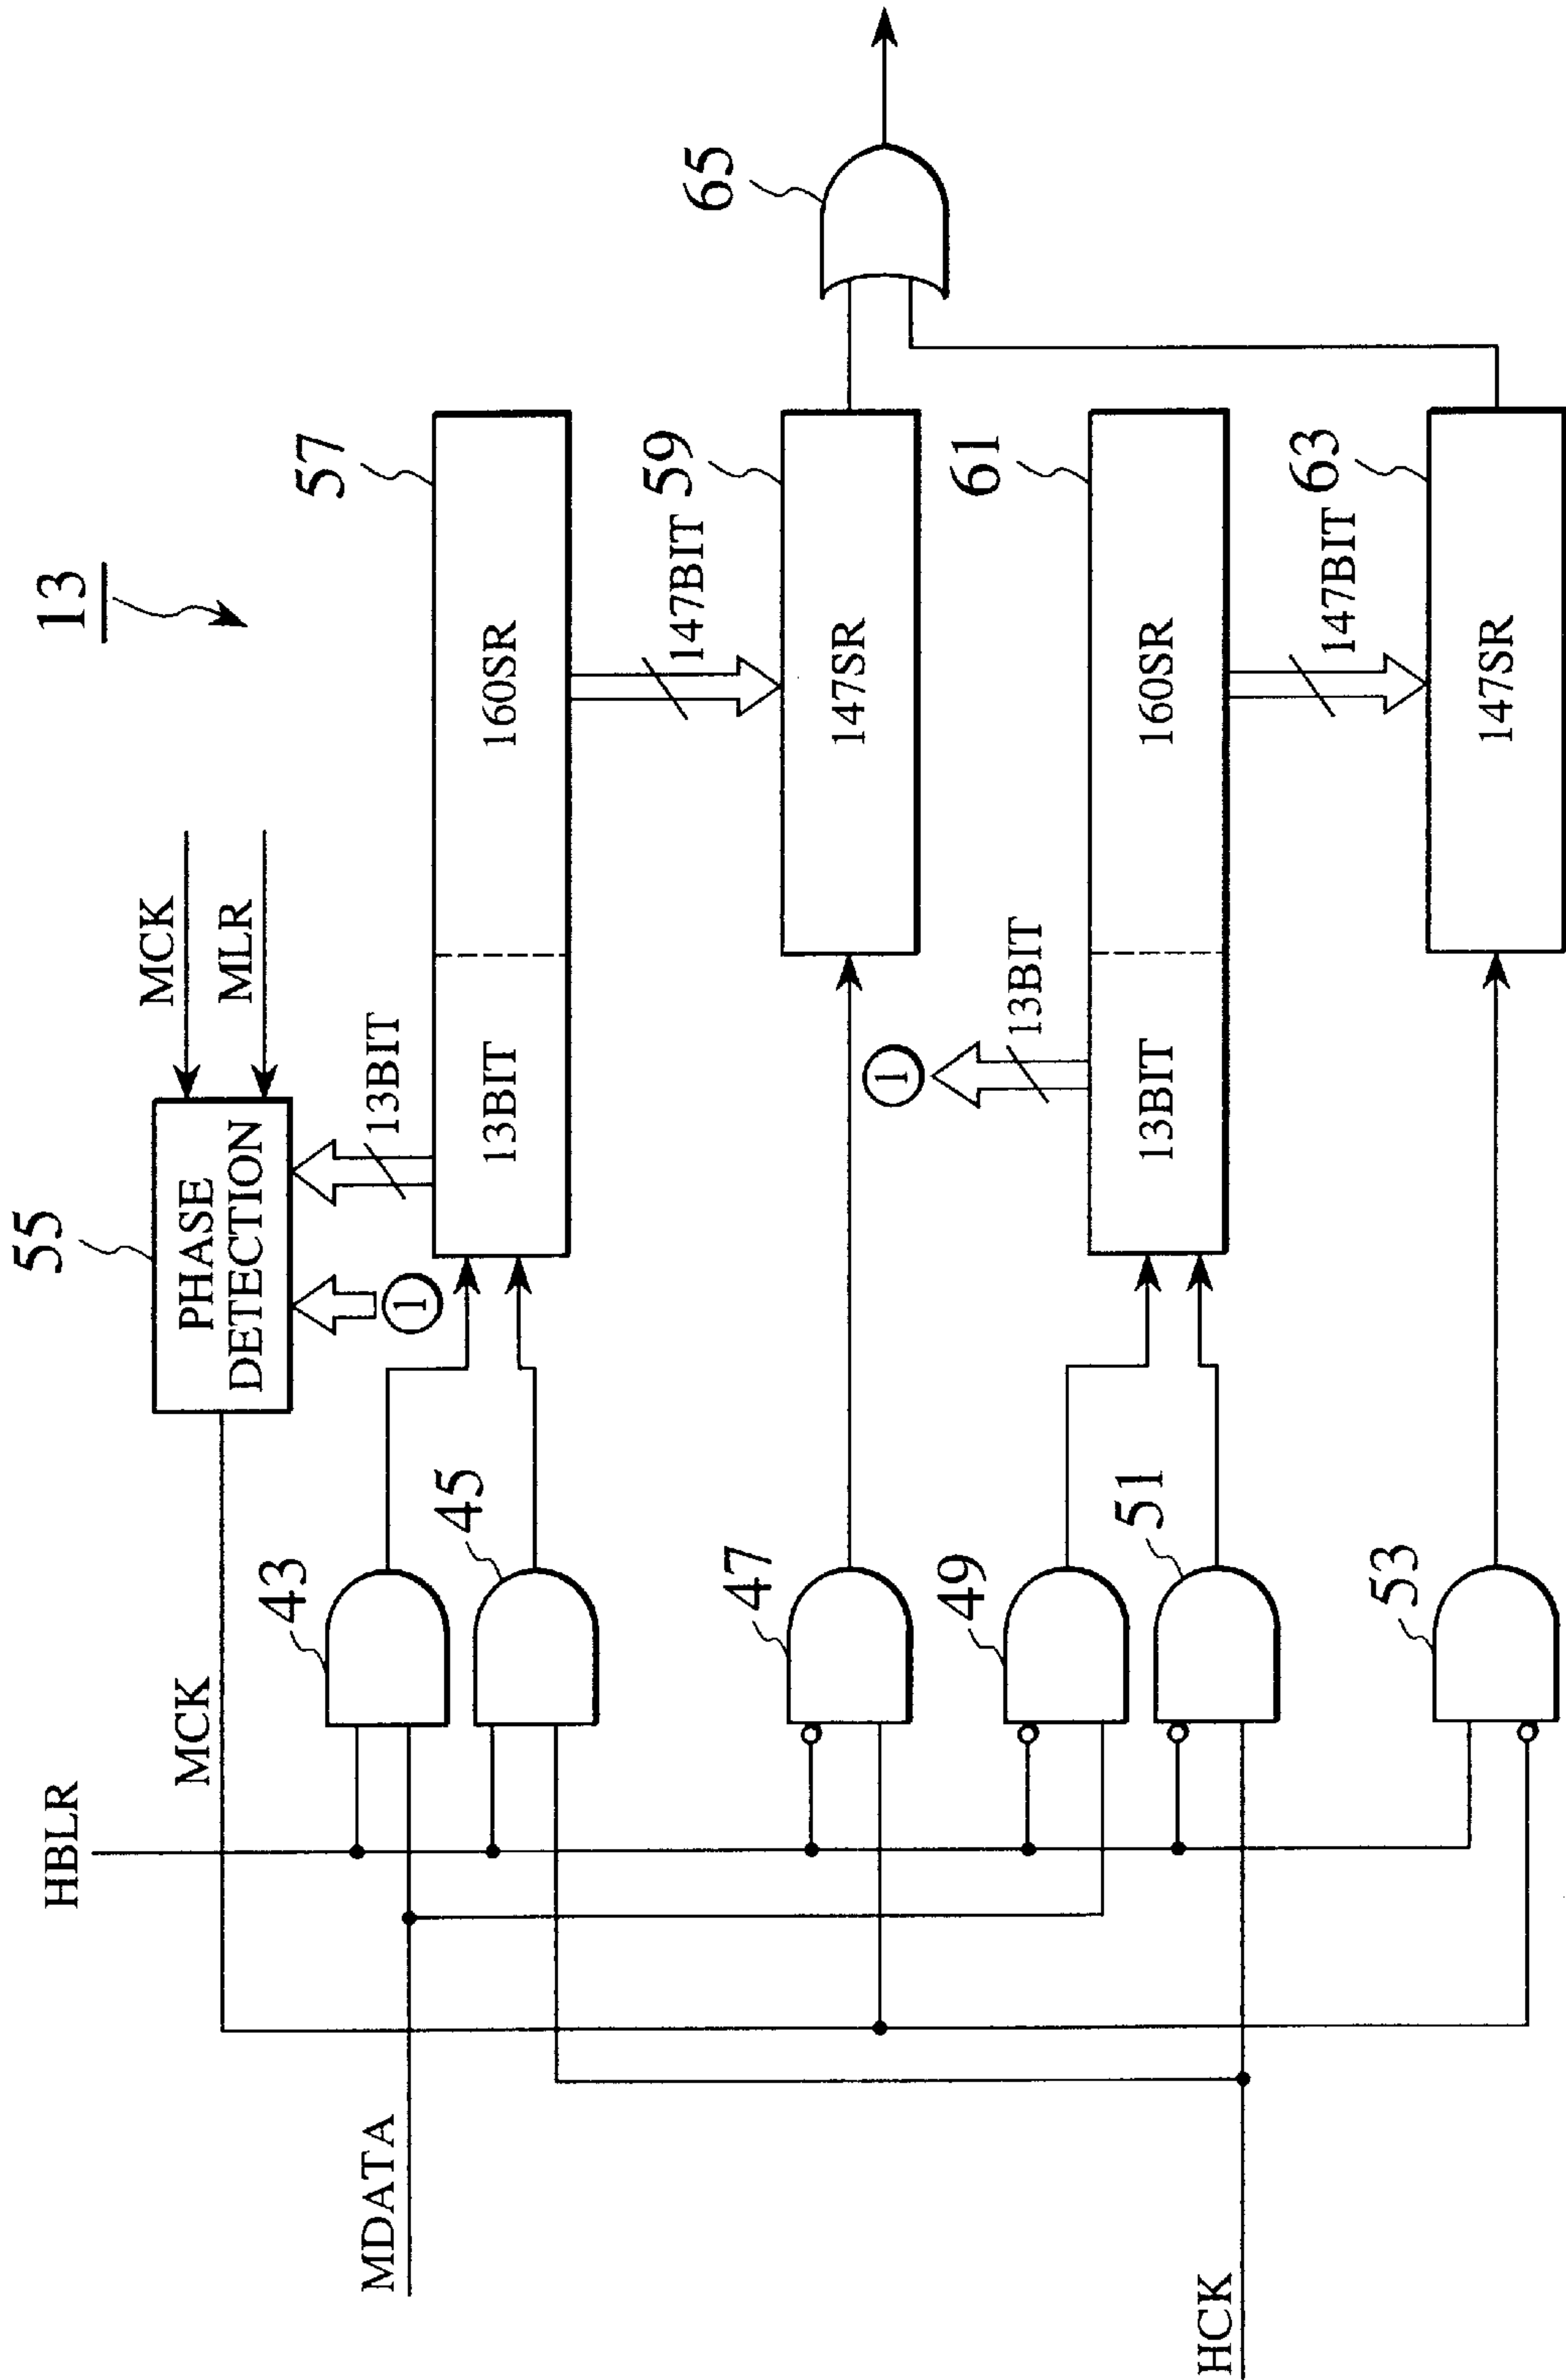 13
HBLR
MCK
MDATA
HCK
43
45
47
49
51
53
55
PHASE
DETECTION
MCK
MLR
1
13BIT
57
13BIT
160SR
147BIT
59
147SR
1
13BIT
61
13BIT
160SR
147BIT
63
147SR
65